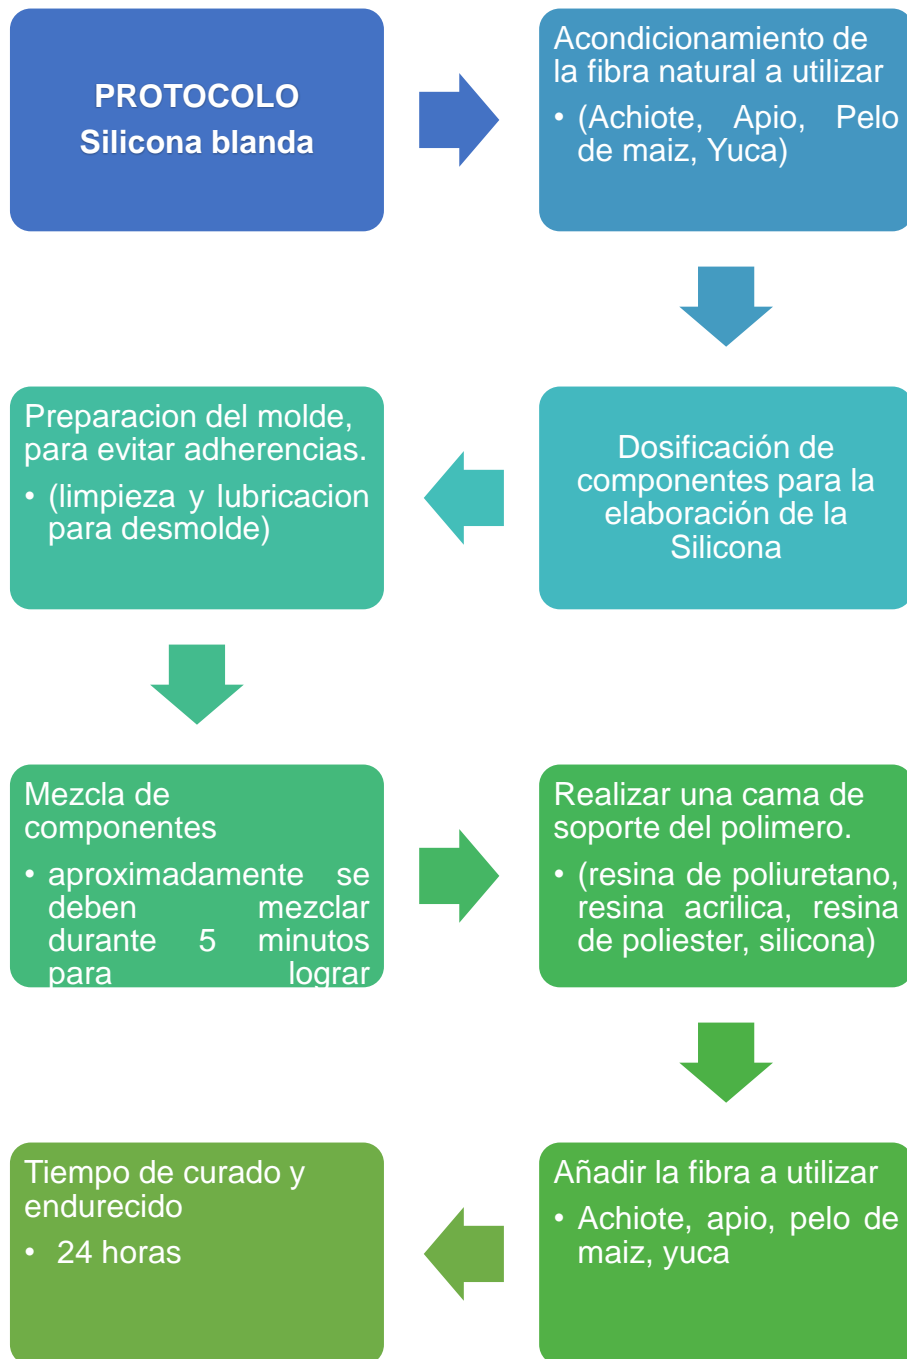 PROTOCOLO
Silicona blanda
Acondicionamiento de
la fibra natural a utilizar
• (Achiote, Apio, Pelo
de maiz, Yuca)
Dosificación de
componentes para la
elaboración de la
Silicona
Preparacion del molde,
para evitar adherencias.
• (limpieza y lubricacion
para desmolde)
Mezcla de
componentes
• aproximadamente se
deben mezclar
durante 5 minutos
para lograr
Realizar una cama de
soporte del polimero.
• (resina de poliuretano,
resina acrilica, resina
de poliester, silicona)
Añadir la fibra a utilizar
• Achiote, apio, pelo de
maiz, yuca
Tiempo de curado y
endurecido
• 24 horas